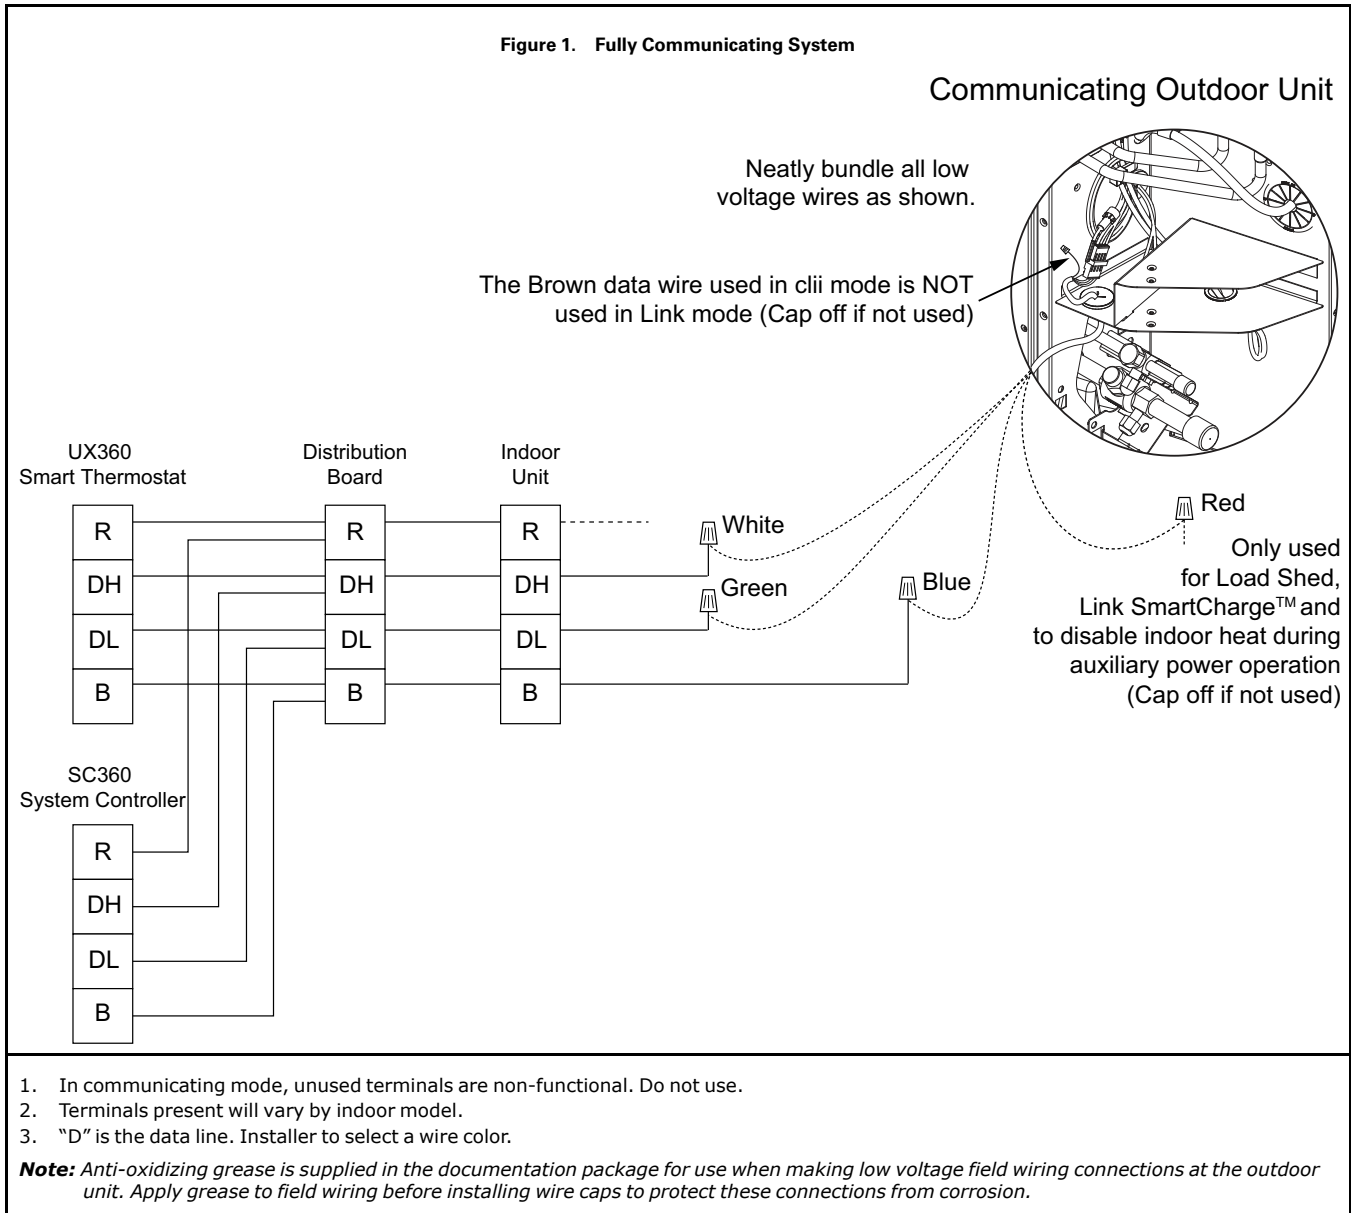 Figure 1. Fully Communicating System
Communicating Outdoor Unit
Neatly bundle all low
voltage wires as shown.
The Brown data wire used in clii mode is NOT
used in Link mode (Cap off if not used)
UX360
Smart Thermostat
Distribution
Board
Indoor
Unit
R
DH
DL
B
R
DH
DL
B
R
DH
DL
B
White
Green
Blue
Red
Only used
for Load Shed,
Link SmartCharge™ and
to disable indoor heat during
auxiliary power operation
(Cap off if not used)
SC360
System Controller
R
DH
DL
B
1. In communicating mode, unused terminals are non-functional. Do not use.
2. Terminals present will vary by indoor model.
3. “D” is the data line. Installer to select a wire color.
Note: Anti-oxidizing grease is supplied in the documentation package for use when making low voltage field wiring connections at the outdoor
unit. Apply grease to field wiring before installing wire caps to protect these connections from corrosion.